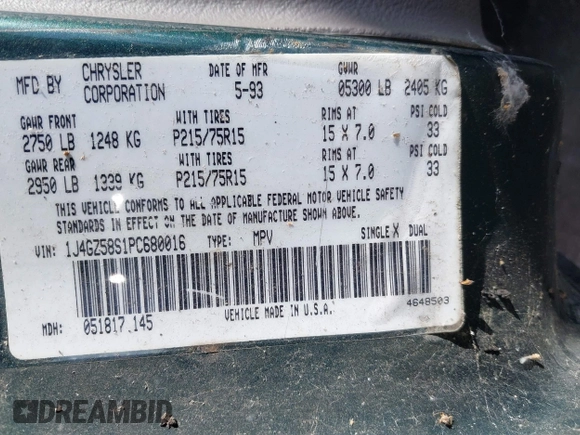 MFD BY CHRYSLER CORPORATION DATE OF MFR 5-93 GVWR 05300 LB 2405 KG
GAWR FRONT WITH TIRES RIMS AT PSI COLD
2750 LB 1248 KG P215/75R15 15 X 7.0 33
GAWR REAR WITH TIRES RIMS AT PSI COLD
2950 LB 1339 KG P215/75R15 15 X 7.0 33
THIS VEHICLE CONFORMS TO ALL APPLICABLE FEDERAL MOTOR VEHICLE SAFETY
STANDARDS IN EFFECT ON THE DATE OF MANUFACTURE SHOWN ABOVE.
VIN: 1J4GZ58S1PC680016 TYPE: MPV SINGLE X DUAL
4648503
MDH: 051817 145 VEHICLE MADE IN U.S.A.
DREAMBID